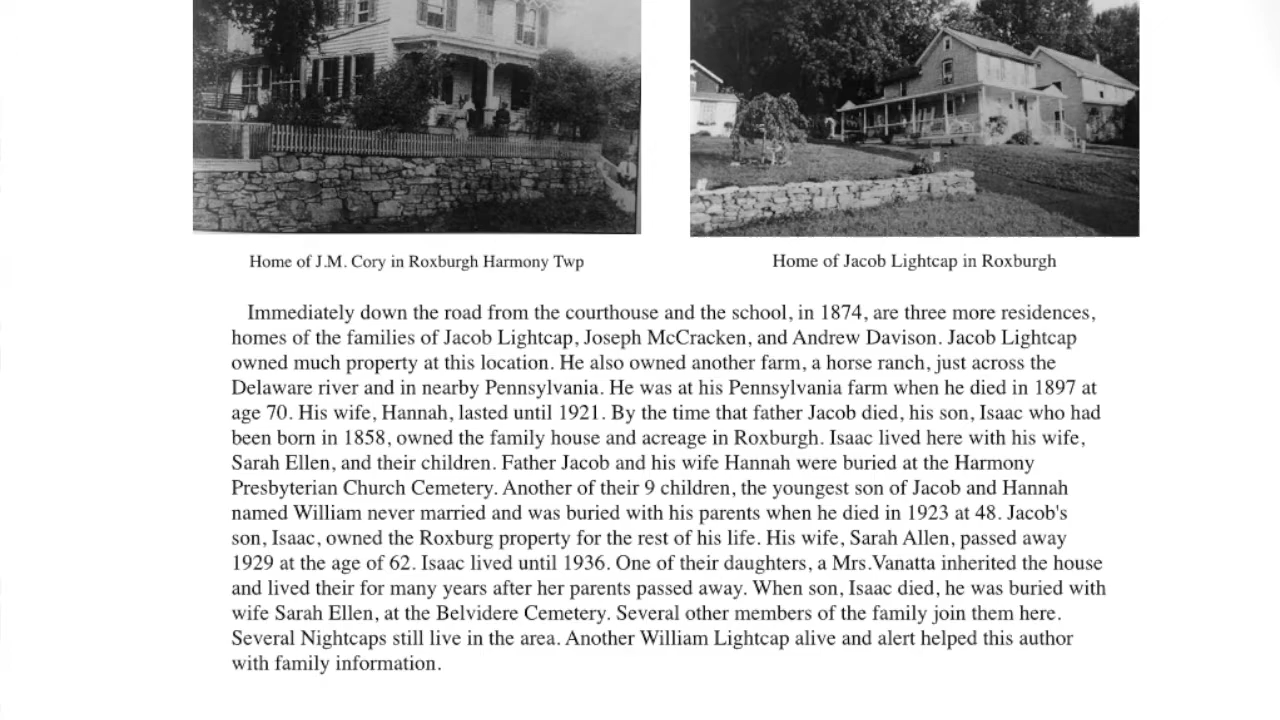 Home of J.M. Cory in Roxburgh Harmony Twp
Home of Jacob Lightcap in Roxburgh
Immediately down the road from the courthouse and the school, in 1874, are three more residences,
homes of the families of Jacob Lightcap, Joseph McCracken, and Andrew Davison. Jacob Lightcap
owned much property at this location. He also owned another farm, a horse ranch, just across the
Delaware river and in nearby Pennsylvania. He was at his Pennsylvania farm when he died in 1897 at
age 70. His wife, Hannah, lasted until 1921. By the time that father Jacob died, his son, Isaac who had
been born in 1858, owned the family house and acreage in Roxburgh. Isaac lived here with his wife,
Sarah Ellen, and their children. Father Jacob and his wife Hannah were buried at the Harmony
Presbyterian Church Cemetery. Another of their 9 children, the youngest son of Jacob and Hannah
named William never married and was buried with his parents when he died in 1923 at 48. Jacob's
son, Isaac, owned the Roxburg property for the rest of his life. His wife, Sarah Allen, passed away
1929 at the age of 62. Isaac lived until 1936. One of their daughters, a Mrs.Vanatta inherited the house
and lived their for many years after her parents passed away. When son, Isaac died, he was buried with
wife Sarah Ellen, at the Belvidere Cemetery. Several other members of the family join them here.
Several Nightcaps still live in the area. Another William Lightcap alive and alert helped this author
with family information.